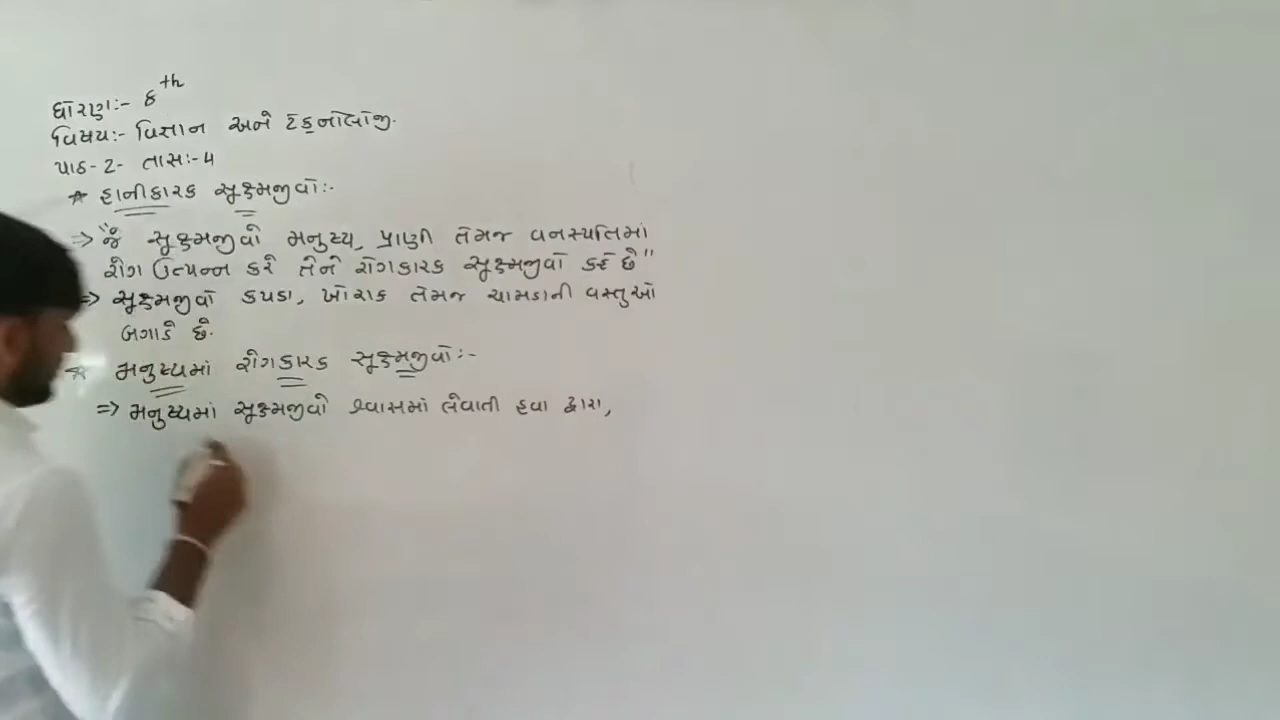 ધોરણ:- 8th
વિષય:- વિજ્ઞાન અને ટેકનોલોજી.
પાઠ-2- તાસ:-4
* હાનીકારક સૂક્ષ્મજીવો:-
⇒ "જે સૂક્ષ્મજીવો મનુષ્ય, પ્રાણી તેમજ વનસ્પતિમાં
રોગ ઉત્પન્ન કરે તેને રોગકારક સૂક્ષ્મજીવો કહે છે"
⇒ સૂક્ષ્મજીવો કપડા, ખોરાક તેમજ ચામડાની વસ્તુઓ
બગાડે છે.
* મનુષ્યમાં રોગકારક સૂક્ષ્મજીવો:-
⇒ મનુષ્યમાં સૂક્ષ્મજીવો શ્વાસમાં લેવાતી હવા દ્વારા,